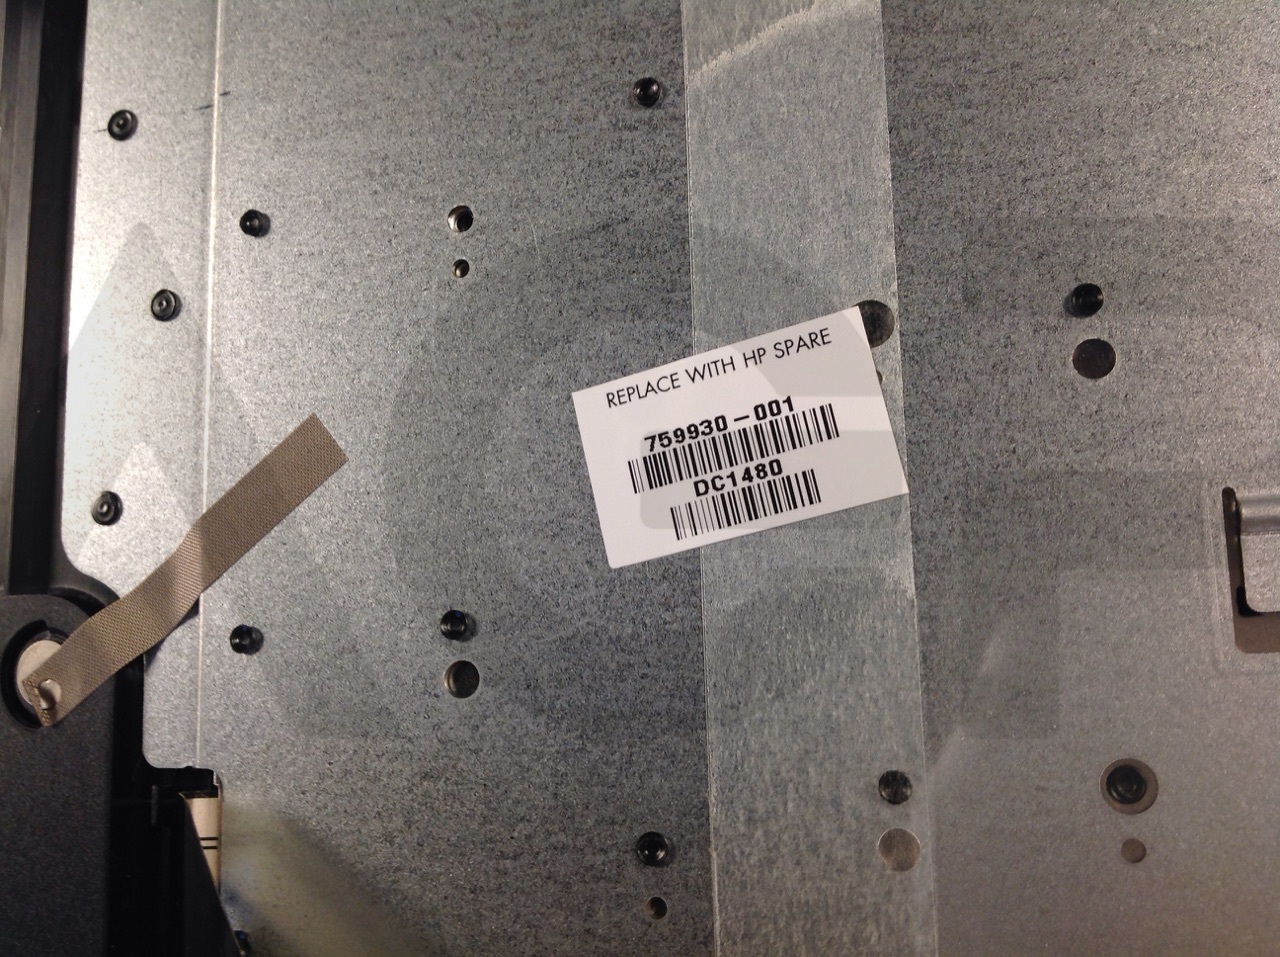 REPLACE WITH HP SPARE
759930-001
DC1480